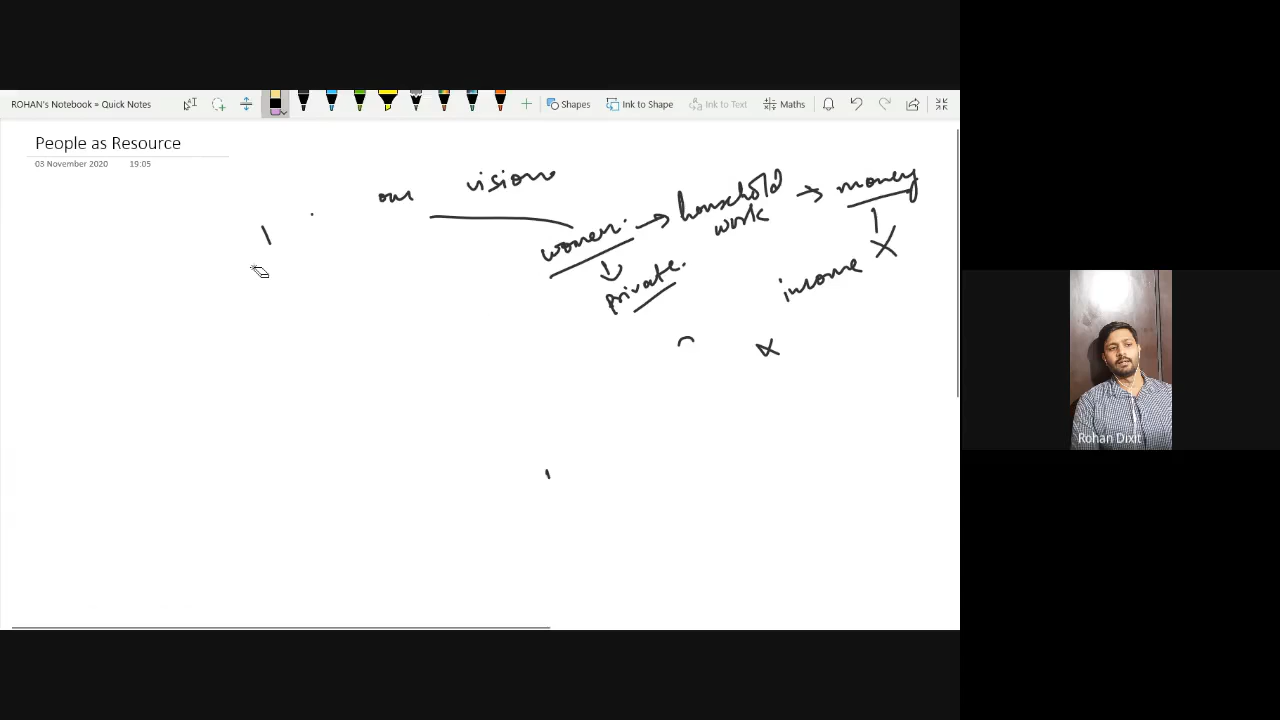 ROHAN's Notebook » Quick Notes
Shapes
Ink to Shape
Ink to Text
Maths
People as Resource
03 November 2020 19:05
our vision
women. → household work → money
private.
income
Rohan Dixit